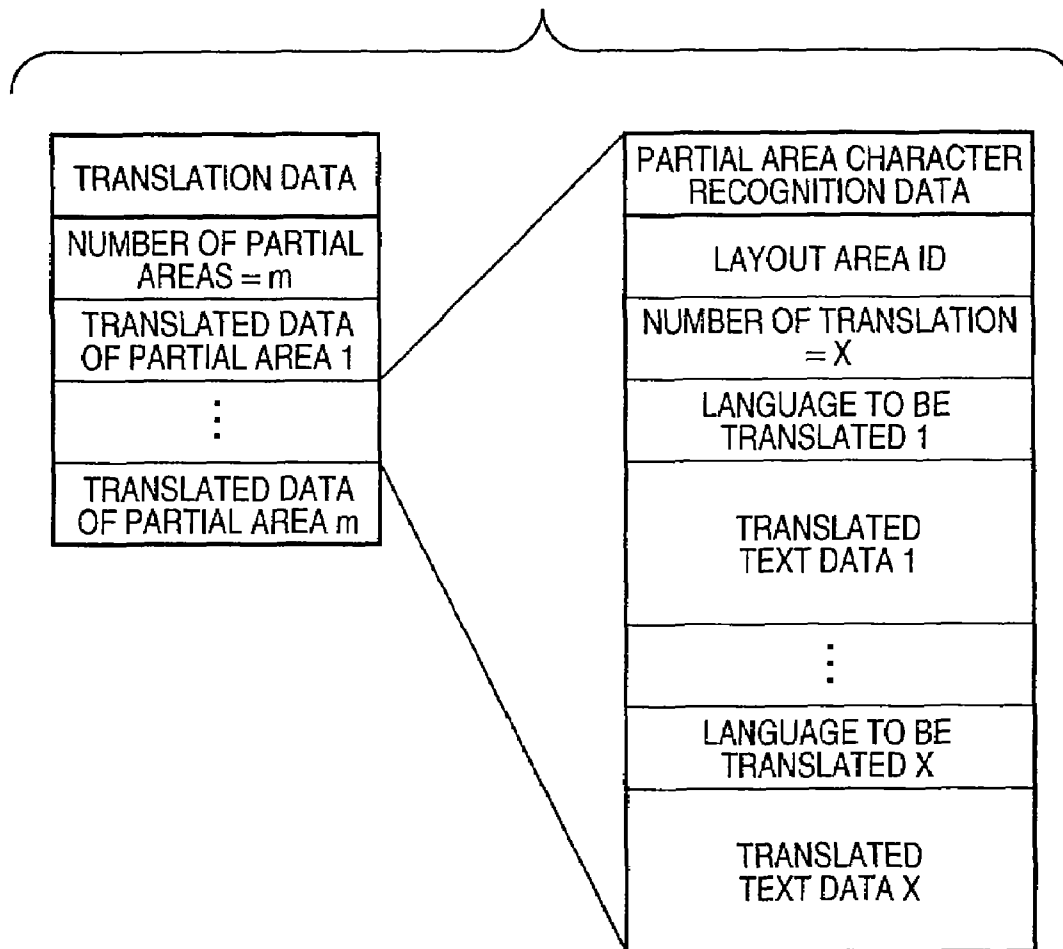 TRANSLATION DATA
NUMBER OF PARTIAL
AREAS = m
TRANSLATED DATA
OF PARTIAL AREA 1
⋮
TRANSLATED DATA
OF PARTIAL AREA m
PARTIAL AREA CHARACTER
RECOGNITION DATA
LAYOUT AREA ID
NUMBER OF TRANSLATION
= X
LANGUAGE TO BE
TRANSLATED 1
TRANSLATED
TEXT DATA 1
⋮
LANGUAGE TO BE
TRANSLATED X
TRANSLATED
TEXT DATA X